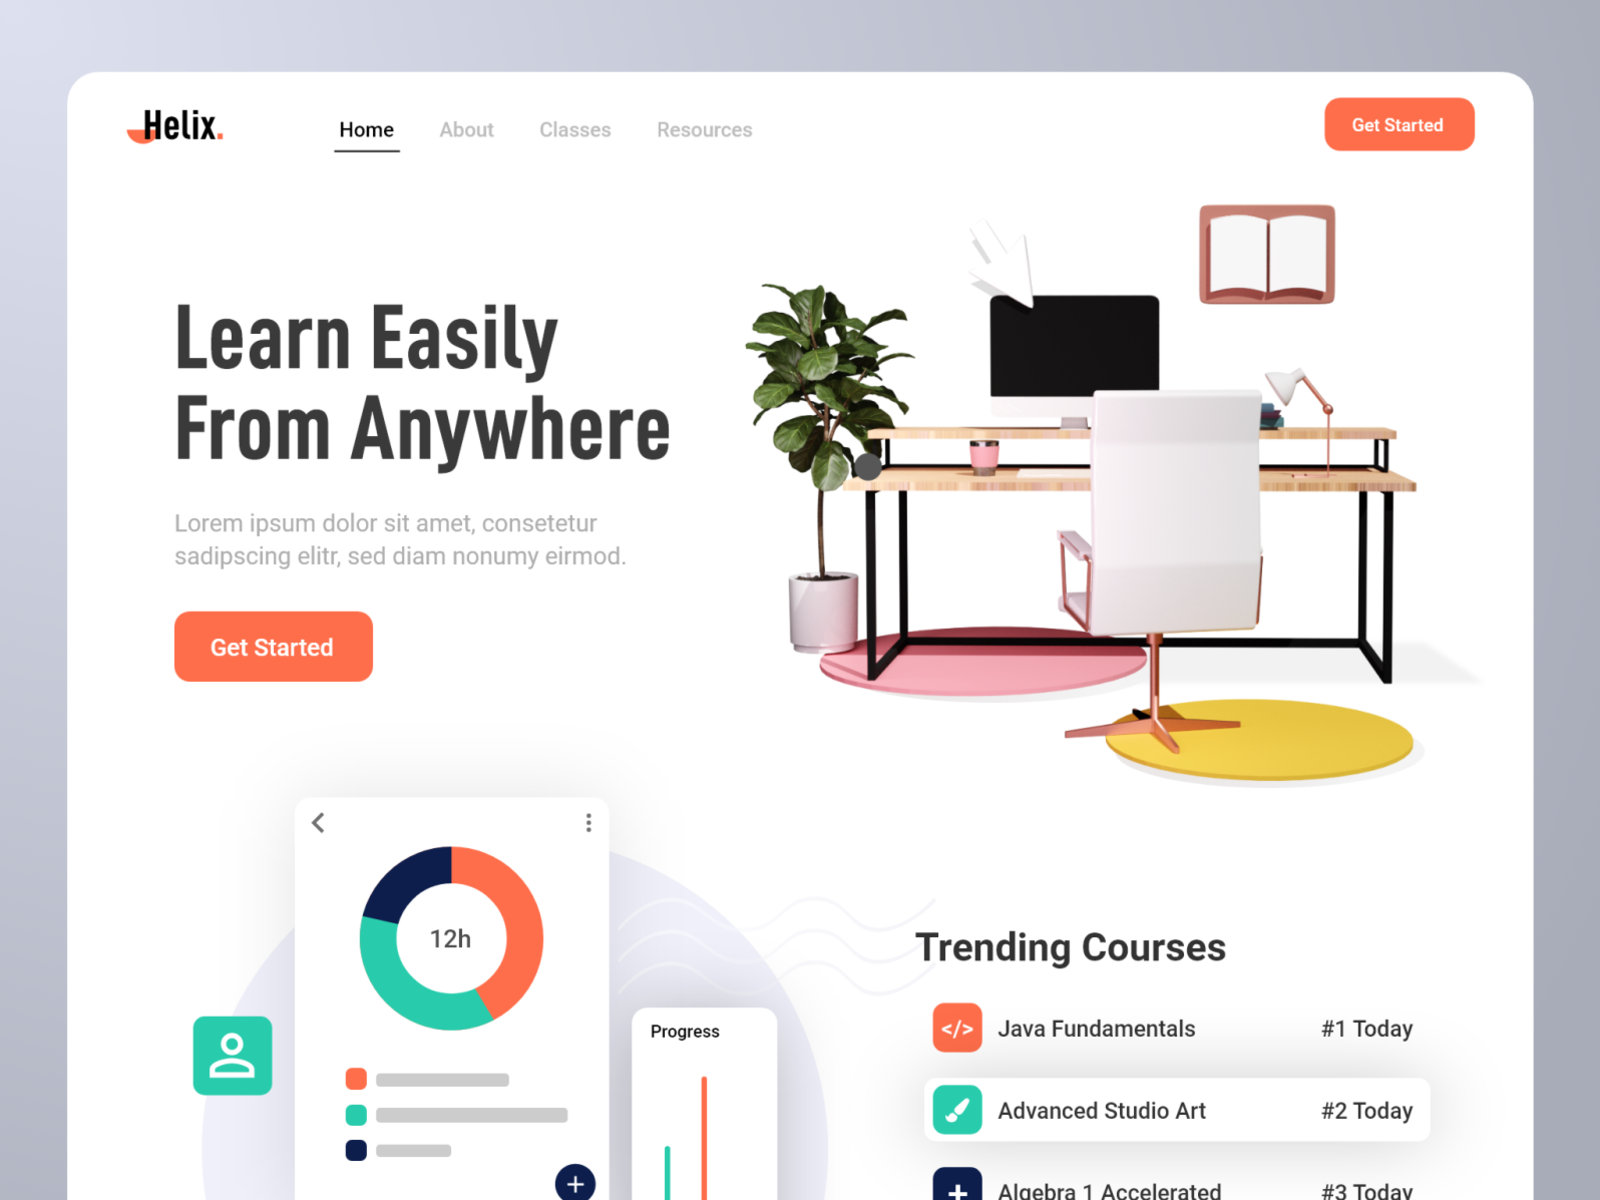 Helix.
Home
About
Classes
Resources
Get Started
Learn Easily
From Anywhere
Lorem ipsum dolor sit amet, consetetur
sadipscing elitr, sed diam nonumy eirmod.
Get Started
12h
Progress
Trending Courses
</> Java Fundamentals #1 Today
Advanced Studio Art #2 Today
Algebra 1 Accelerated #3 Today